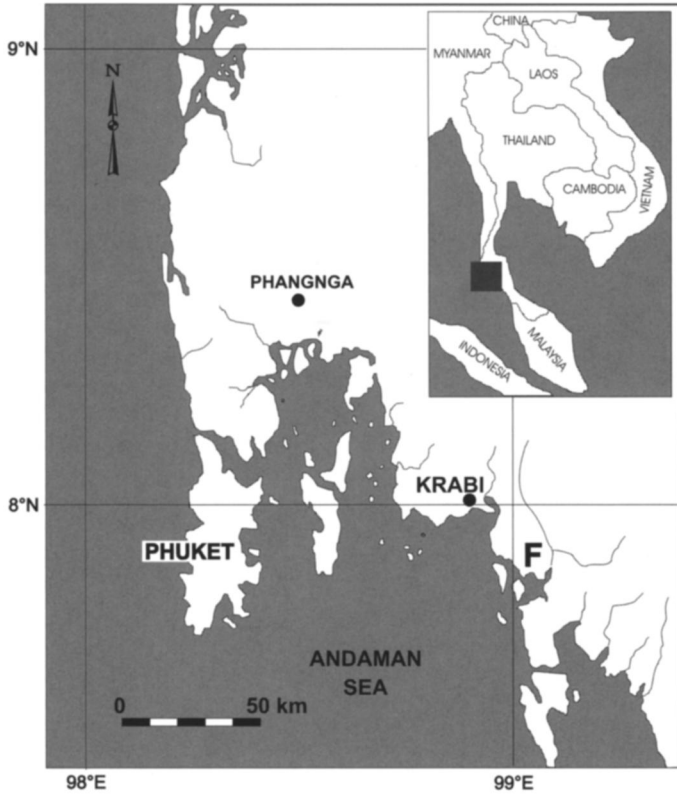 9°N
N
CHINA
MYANMAR
LAOS
THAILAND
CAMBODIA
VIETNAM
PHANGNGA
MALAYSIA
INDONESIA
KRABI
8°N
PHUKET
F
ANDAMAN
SEA
0 50 km
98°E 99°E